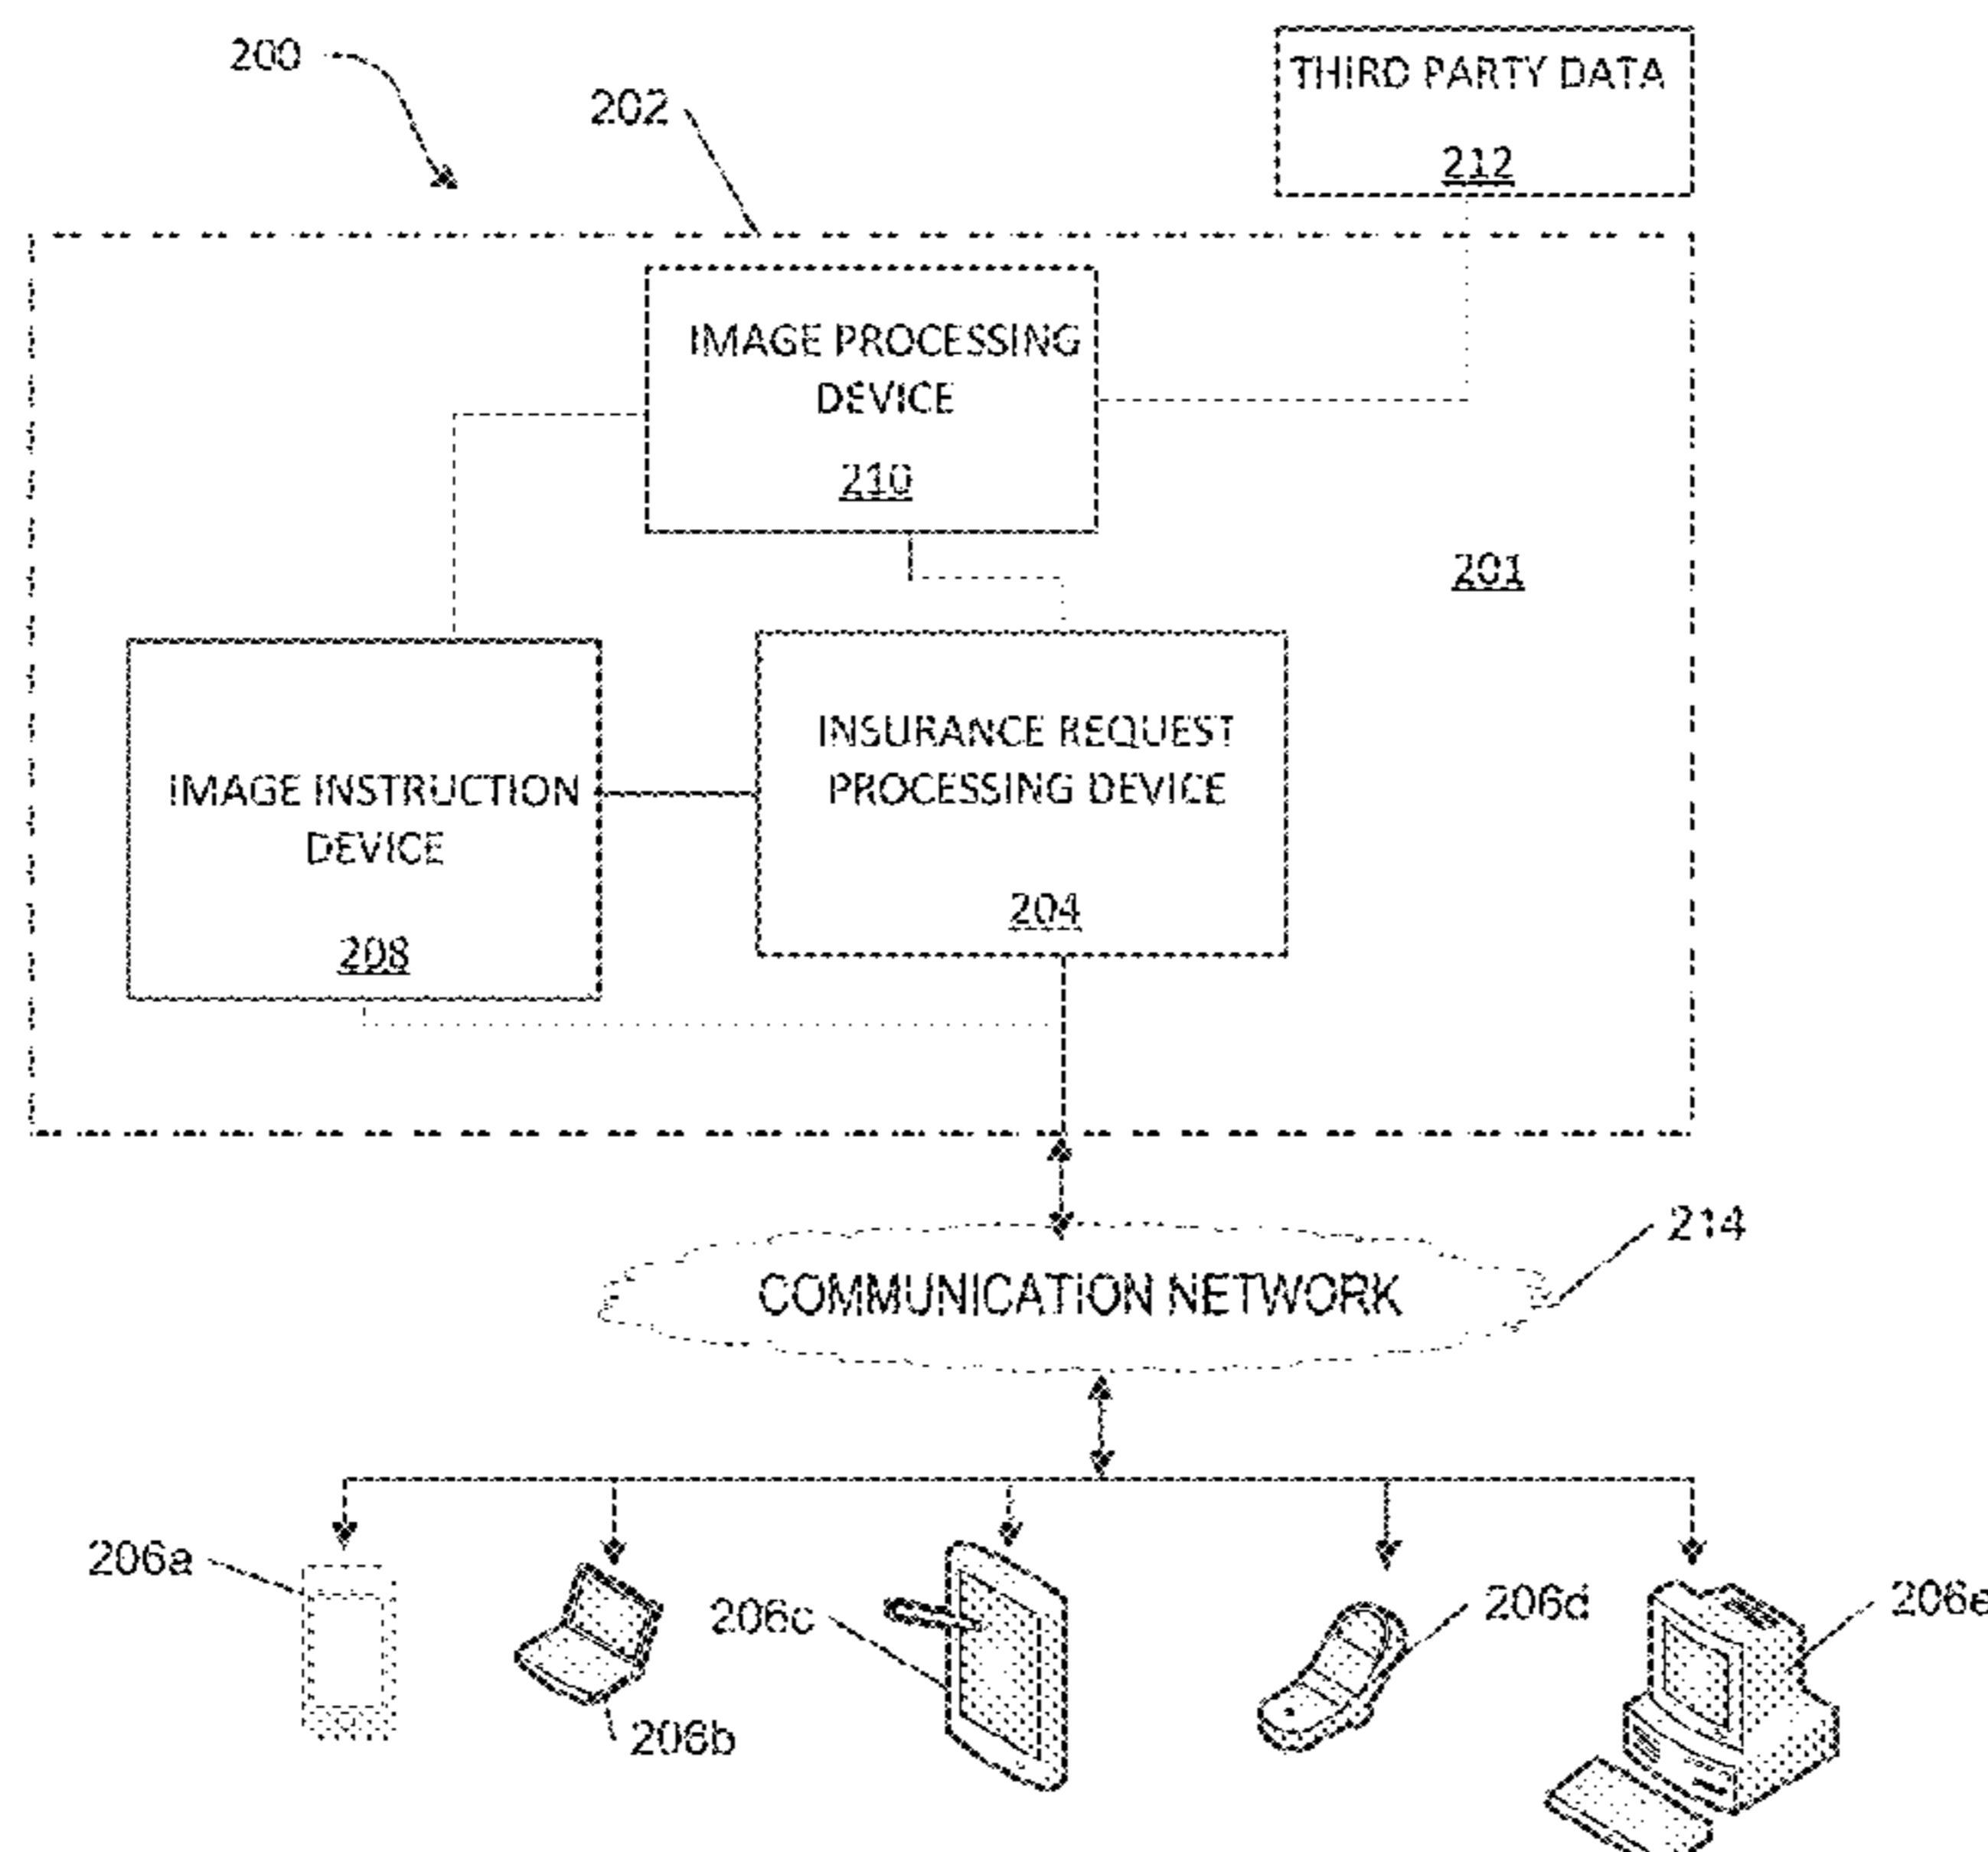 200
202
THIRD PARTY DATA
212
IMAGE PROCESSING
DEVICE
210
201
IMAGE INSTRUCTION
DEVICE
208
INSURANCE REQUEST
PROCESSING DEVICE
204
COMMUNICATION NETWORK
214
206a
206b
206c
206d
206e